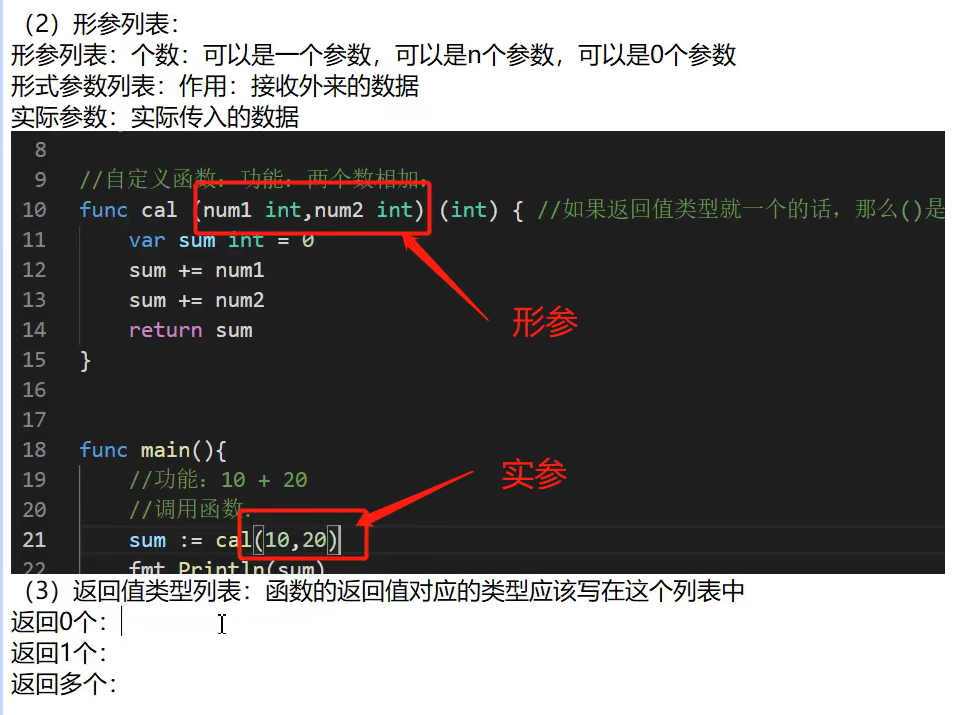 （2）形参列表：
形参列表：个数：可以是一个参数，可以是n个参数，可以是0个参数
形式参数列表：作用：接收外来的数据
实际参数：实际传入的数据
8
9 //自定义函数：功能：两个数相加：
10 func cal (num1 int,num2 int) (int) { //如果返回值类型就一个的话，那么()是
11 var sum int = 0
12 sum += num1
13 sum += num2
14 return sum
形参
15 }
16
17
18 func main(){
19 //功能：10 + 20
实参
20 //调用函数：
21 sum := cal(10,20)
22 fmt.Println(sum)
（3）返回值类型列表：函数的返回值对应的类型应该写在这个列表中
返回0个：
返回1个：
返回多个：